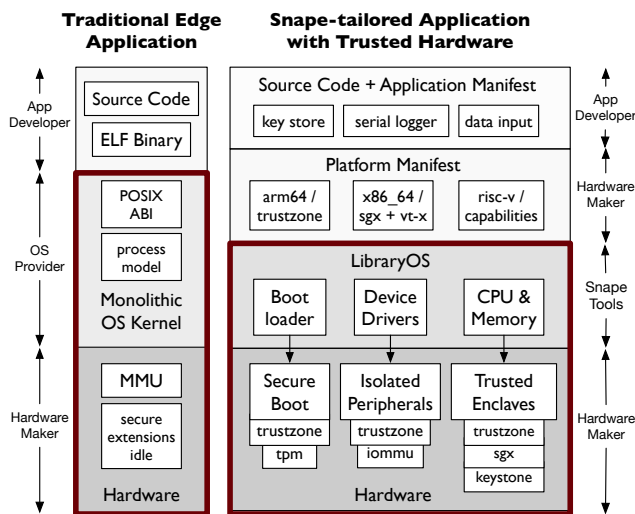 Traditional Edge
Application
Snape-tailored Application
with Trusted Hardware
App
Developer
OS
Provider
Hardware
Maker
Source Code
ELF Binary
POSIX
ABI
process
model
Monolithic
OS Kernel
MMU
secure
extensions
idle
Hardware
Source Code + Application Manifest
key store
serial logger
data input
Platform Manifest
arm64 /
trustzone
x86_64 /
sgx + vt-x
risc-v /
capabilities
LibraryOS
Boot
loader
Device
Drivers
CPU &
Memory
Secure
Boot
trustzone
tpm
Isolated
Peripherals
trustzone
iommu
Trusted
Enclaves
trustzone
sgx
keystone
Hardware
App
Developer
Hardware
Maker
Snape
Tools
Hardware
Maker